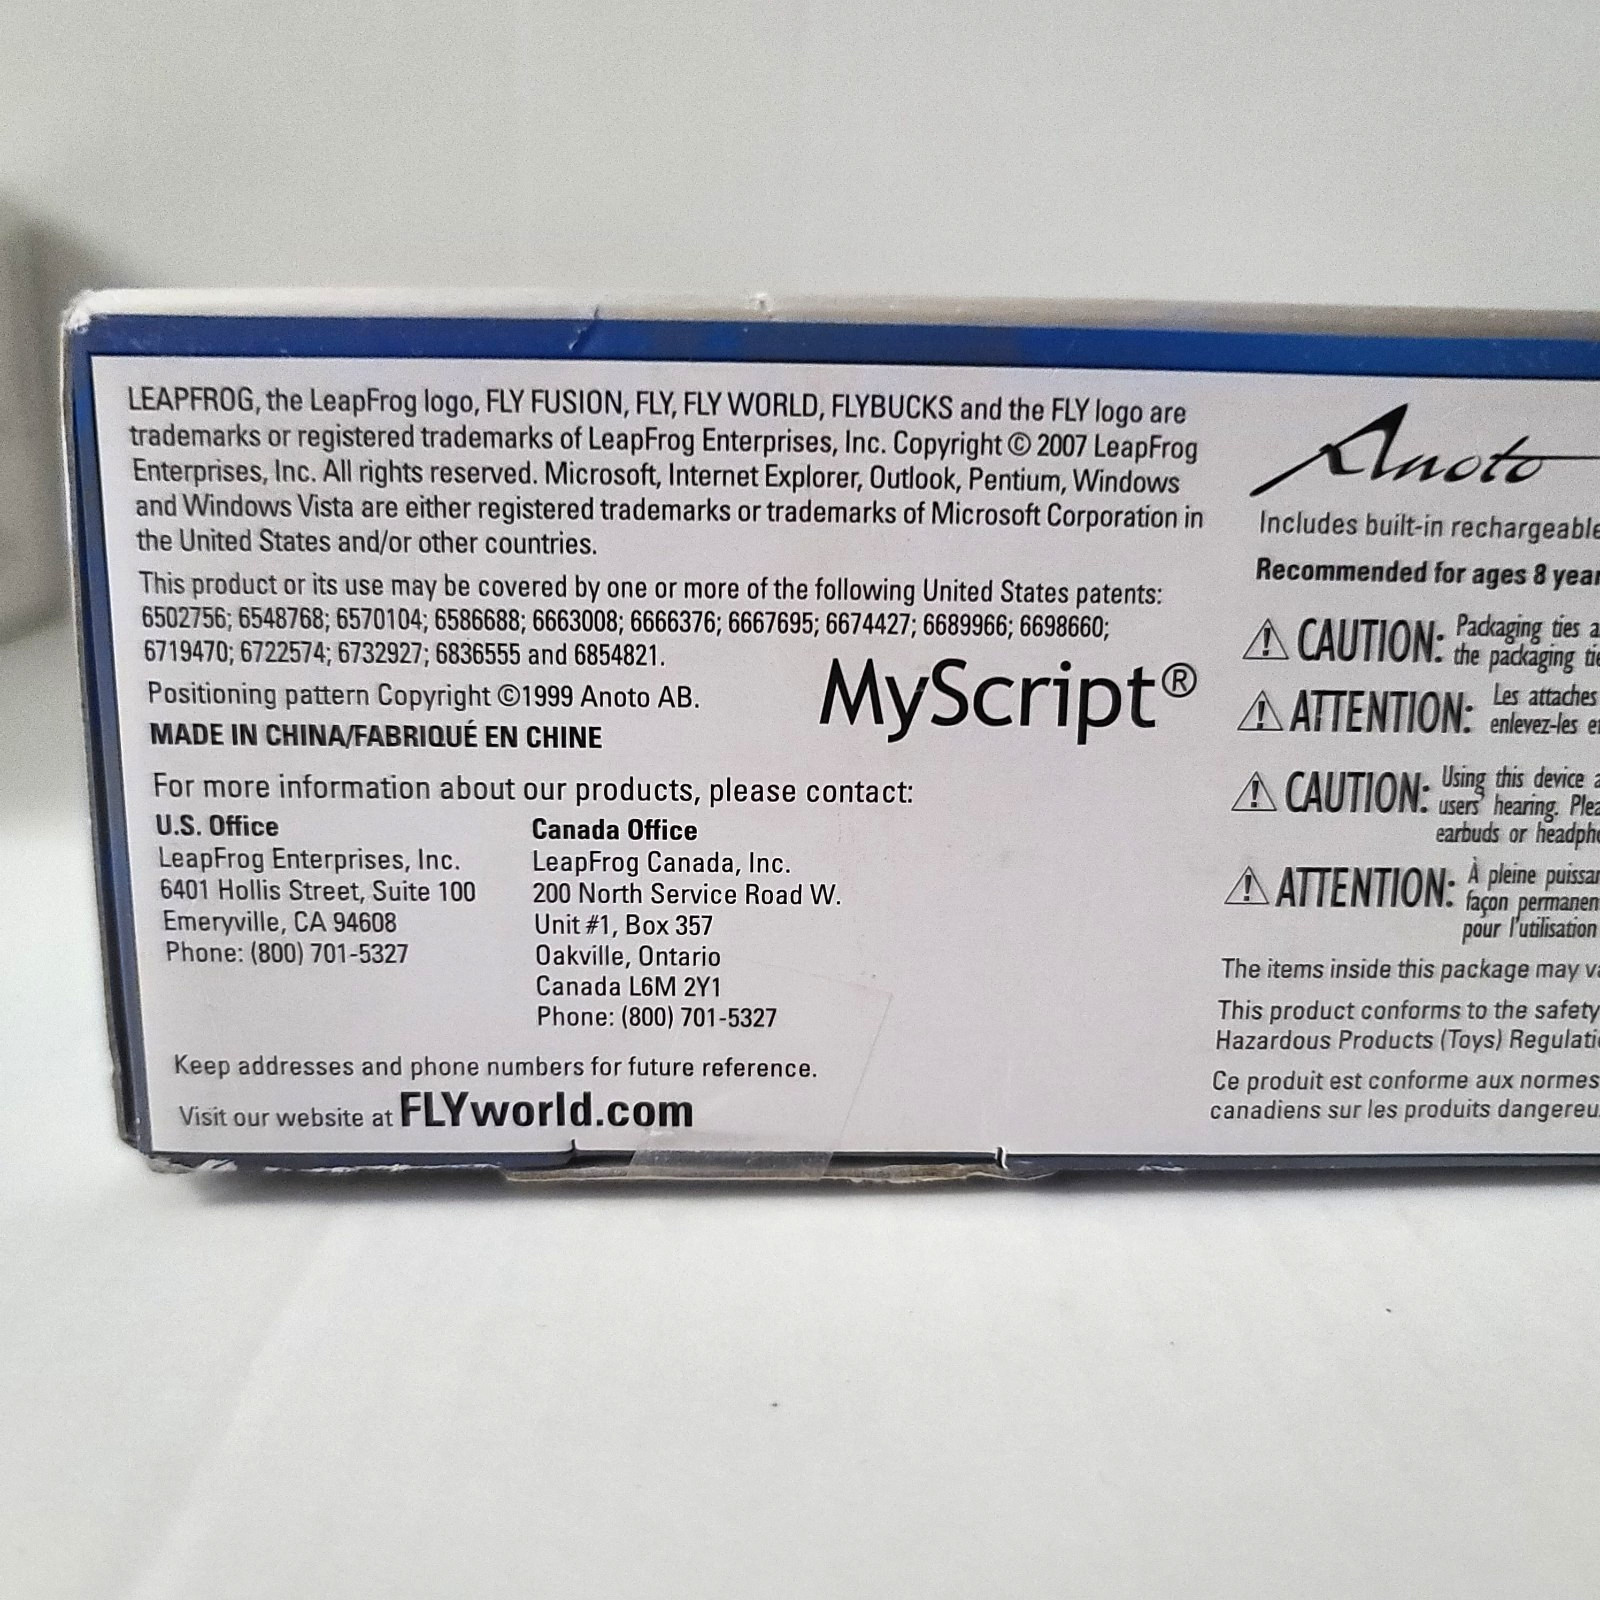 LEAPFROG, the LeapFrog logo, FLY FUSION, FLY, FLY WORLD, FLYBUCKS and the FLY logo are
trademarks or registered trademarks of LeapFrog Enterprises, Inc. Copyright © 2007 LeapFrog
Enterprises, Inc. All rights reserved. Microsoft, Internet Explorer, Outlook, Pentium, Windows
and Windows Vista are either registered trademarks or trademarks of Microsoft Corporation in
the United States and/or other countries.
This product or its use may be covered by one or more of the following United States patents:
6502756; 6548768; 6570104; 6586688; 6663008; 6666376; 6667695; 6674427; 6689966; 6698660;
6719470; 6722574; 6732927; 6836555 and 6854821.
Positioning pattern Copyright ©1999 Anoto AB.
MyScript®
MADE IN CHINA/FABRIQUÉ EN CHINE
For more information about our products, please contact:
U.S. Office
LeapFrog Enterprises, Inc.
6401 Hollis Street, Suite 100
Emeryville, CA 94608
Phone: (800) 701-5327
Canada Office
LeapFrog Canada, Inc.
200 North Service Road W.
Unit #1, Box 357
Oakville, Ontario
Canada L6M 2Y1
Phone: (800) 701-5327
Keep addresses and phone numbers for future reference.
Visit our website at FLYworld.com
Anoto
Includes built-in rechargeable
Recommended for ages 8
CAUTION: Packaging ties
the packaging
ATTENTION: Les attaches
enlevez-les
CAUTION: Using this device
users' hearing.
earbuds or
ATTENTION: À pleine
façon
pour l'utilisation
The items inside this package may
This product conforms to the safety
Hazardous Products (Toys)
Ce produit est conforme aux normes
canadiens sur les produits